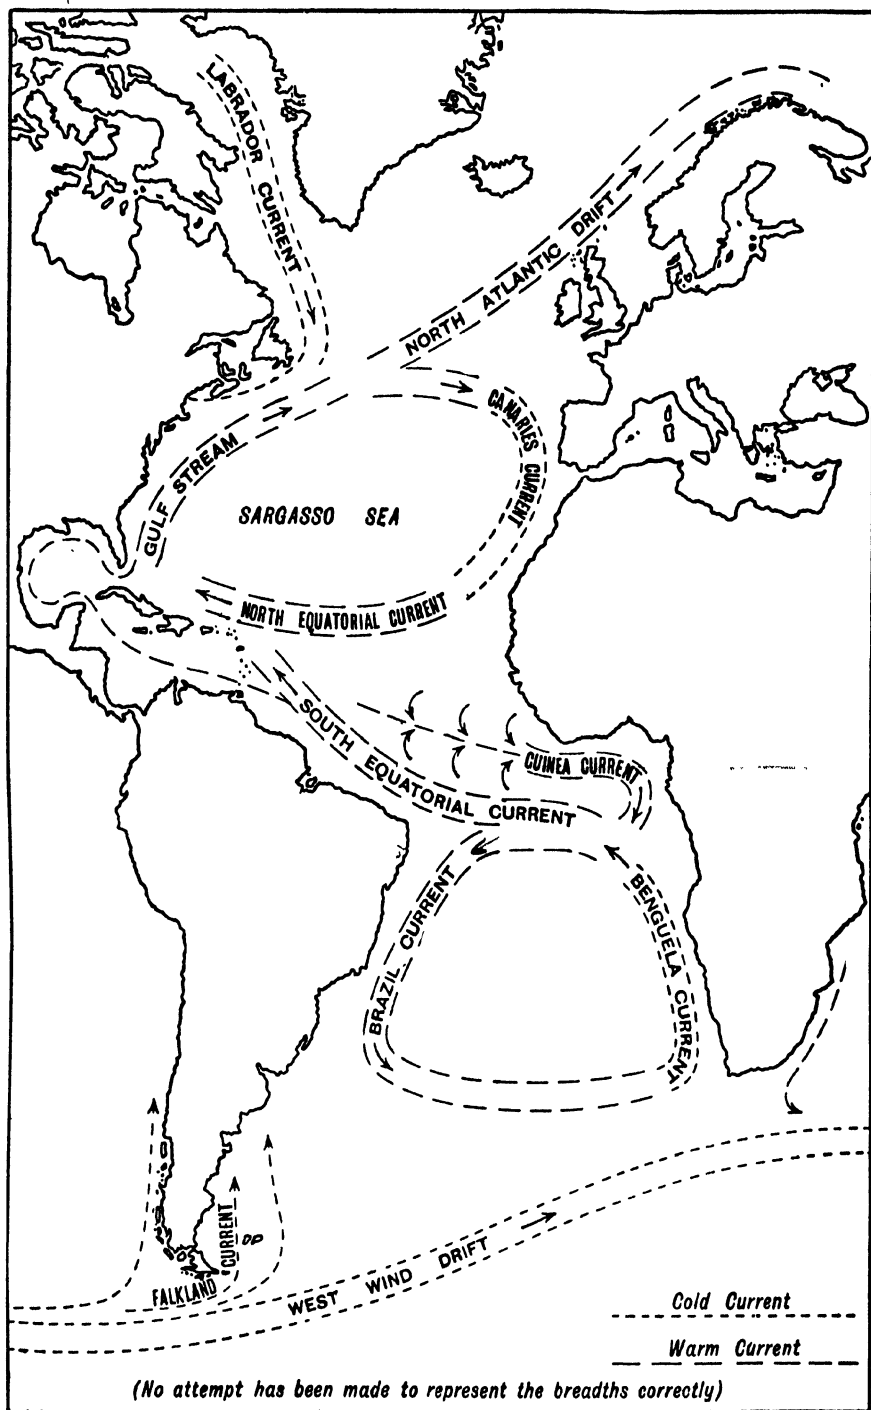 LABRADOR CURRENT
NORTH ATLANTIC DRIFT
CANARIES CURRENT
GULF STREAM
SARGASSO SEA
NORTH EQUATORIAL CURRENT
SOUTH EQUATORIAL CURRENT
GUINEA CURRENT
BRAZIL CURRENT
BENGUELA CURRENT
FALKLAND CURRENT
WEST WIND DRIFT
Cold Current
Warm Current
(No attempt has been made to represent the breadths correctly)